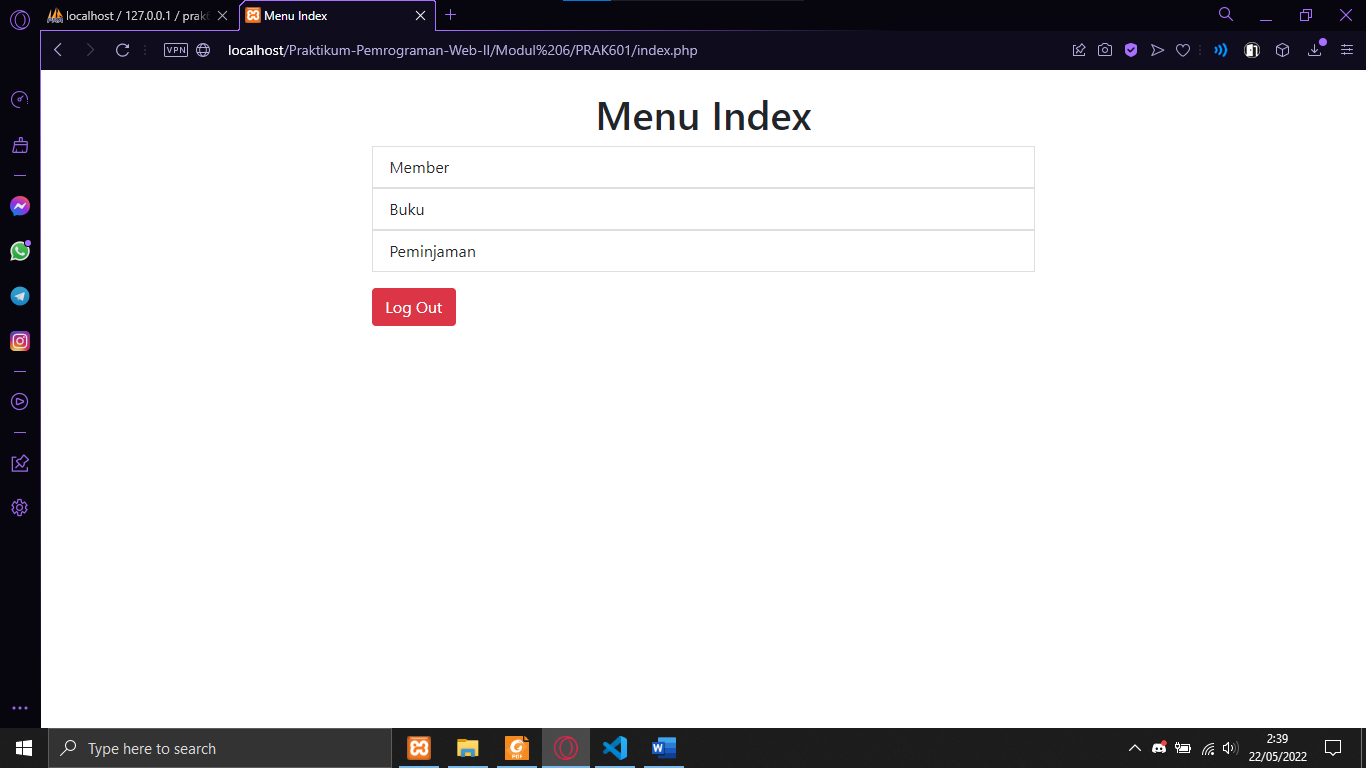 localhost / 127.0.0.1 / prak
Menu Index
VPN
localhost/Praktikum-Pemrograman-Web-II/Modul%206/PRAK601/index.php
Menu Index
Member
Buku
Peminjaman
Log Out
Type here to search
2:39
22/05/2022